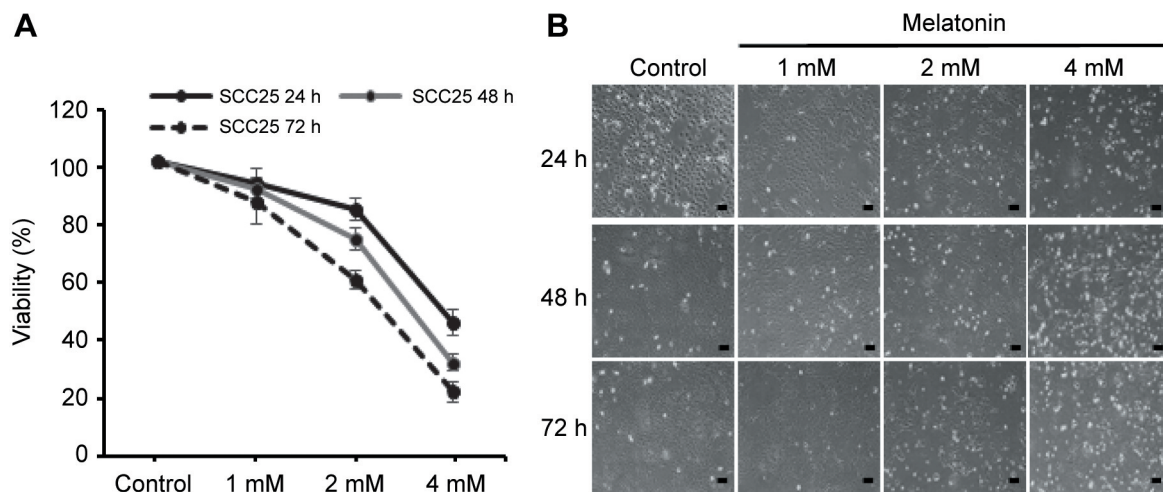 A
SCC25 24 h
SCC25 48 h
SCC25 72 h
120
100
80
60
40
20
0
Viability (%)
Control
1 mM
2 mM
4 mM
B
Melatonin
Control
1 mM
2 mM
4 mM
24 h
48 h
72 h